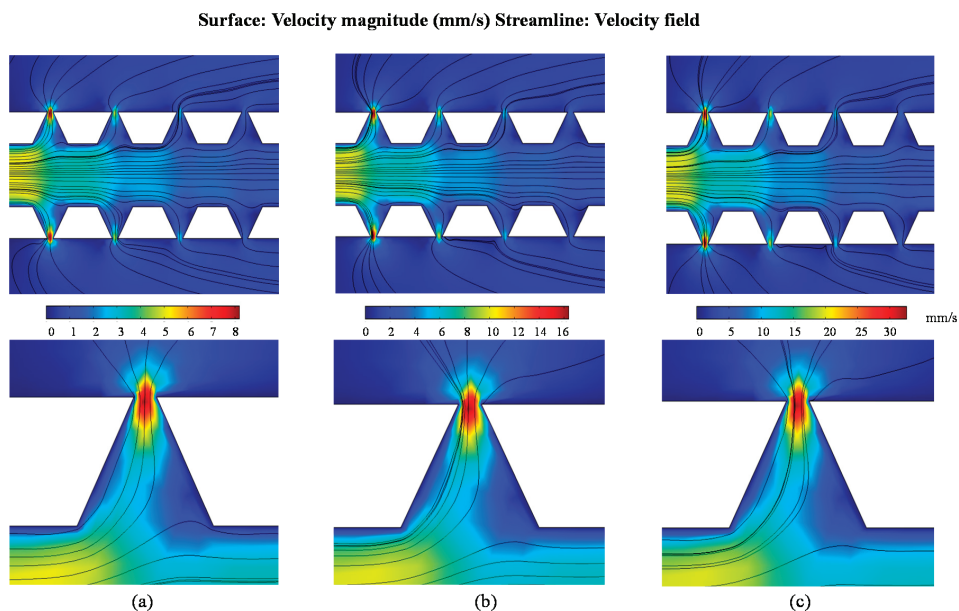 Surface: Velocity magnitude (mm/s) Streamline: Velocity field
0 1 2 3 4 5 6 7 8
0 2 4 6 8 10 12 14 16
0 5 10 15 20 25 30 mm/s
(a) (b) (c)